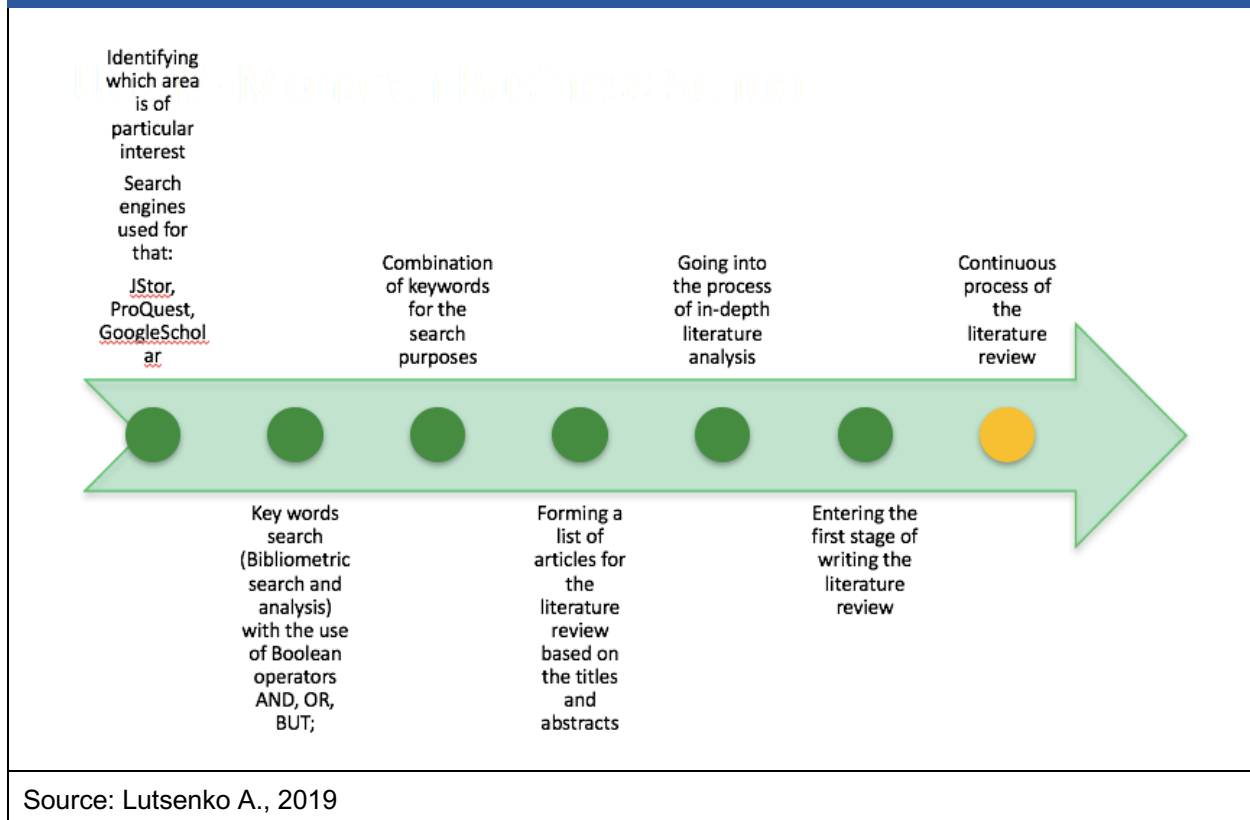 Identifying
which area
is of
particular
interest
Search
engines
used for
that:
JStor,
ProQuest,
GoogleSchol
ar
Key words
search
(Bibliometric
search and
analysis)
with the use
of Boolean
operators
AND, OR,
BUT;
Combination
of keywords
for the
search
purposes
Forming a
list of
articles for
the
literature
review
based on
the titles
and
abstracts
Going into
the process
of in-depth
literature
analysis
Entering the
first stage of
writing the
literature
review
Continuous
process of
the
literature
review
Source: Lutsenko A., 2019